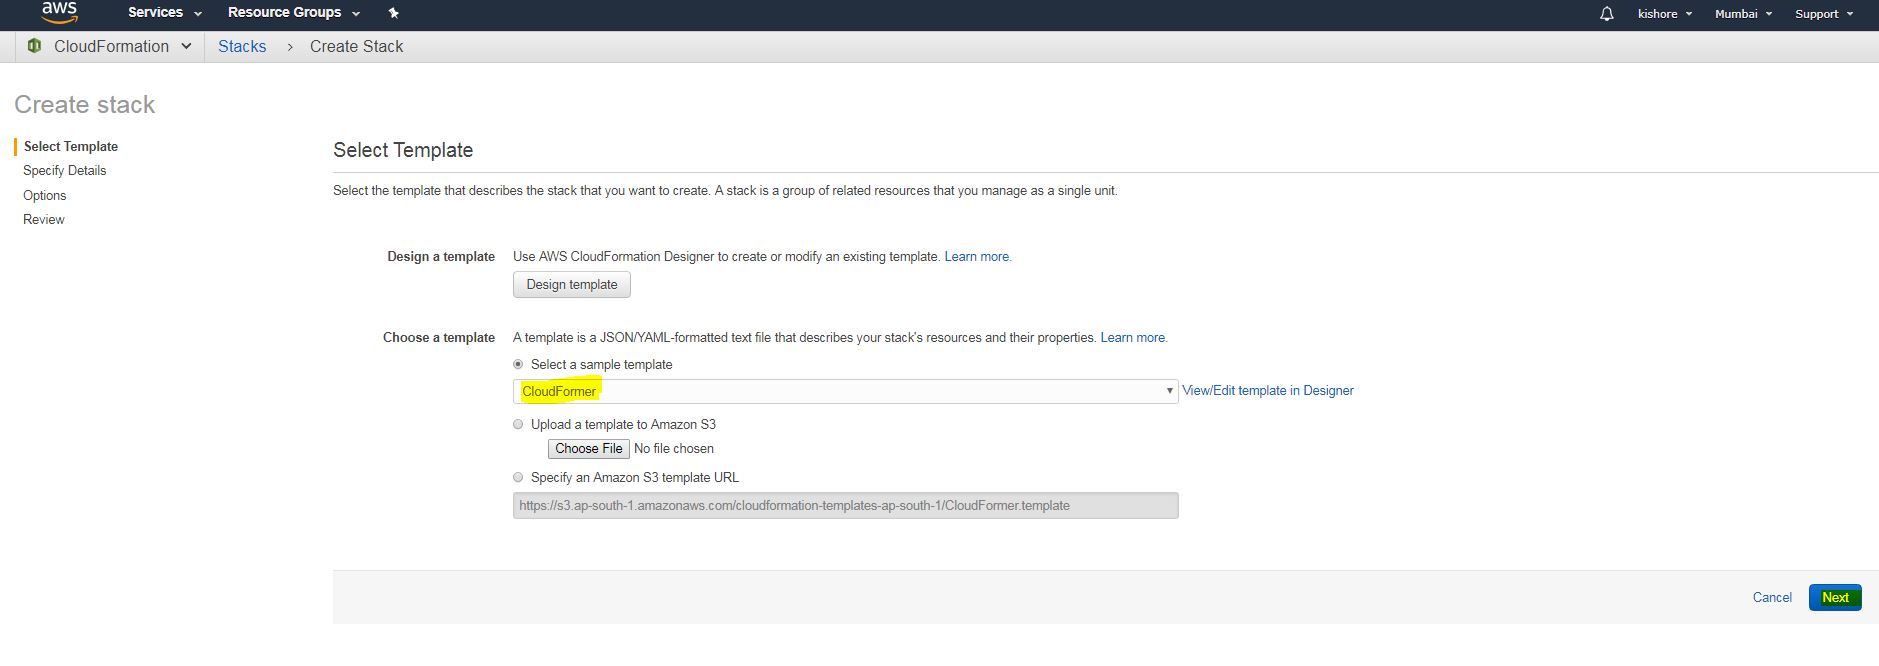 aws Services Resource Groups kishore Mumbai Support
CloudFormation Stacks > Create Stack
Create stack
Select Template
Specify Details
Options
Review
Select Template
Select the template that describes the stack that you want to create. A stack is a group of related resources that you manage as a single unit.
Design a template Use AWS CloudFormation Designer to create or modify an existing template. Learn more.
Design template
Choose a template A template is a JSON/YAML-formatted text file that describes your stack's resources and their properties. Learn more.
Select a sample template
CloudFormer View/Edit template in Designer
Upload a template to Amazon S3
Choose File No file chosen
Specify an Amazon S3 template URL
https://s3.ap-south-1.amazonaws.com/cloudformation-templates-ap-south-1/CloudFormer.template
Cancel Next